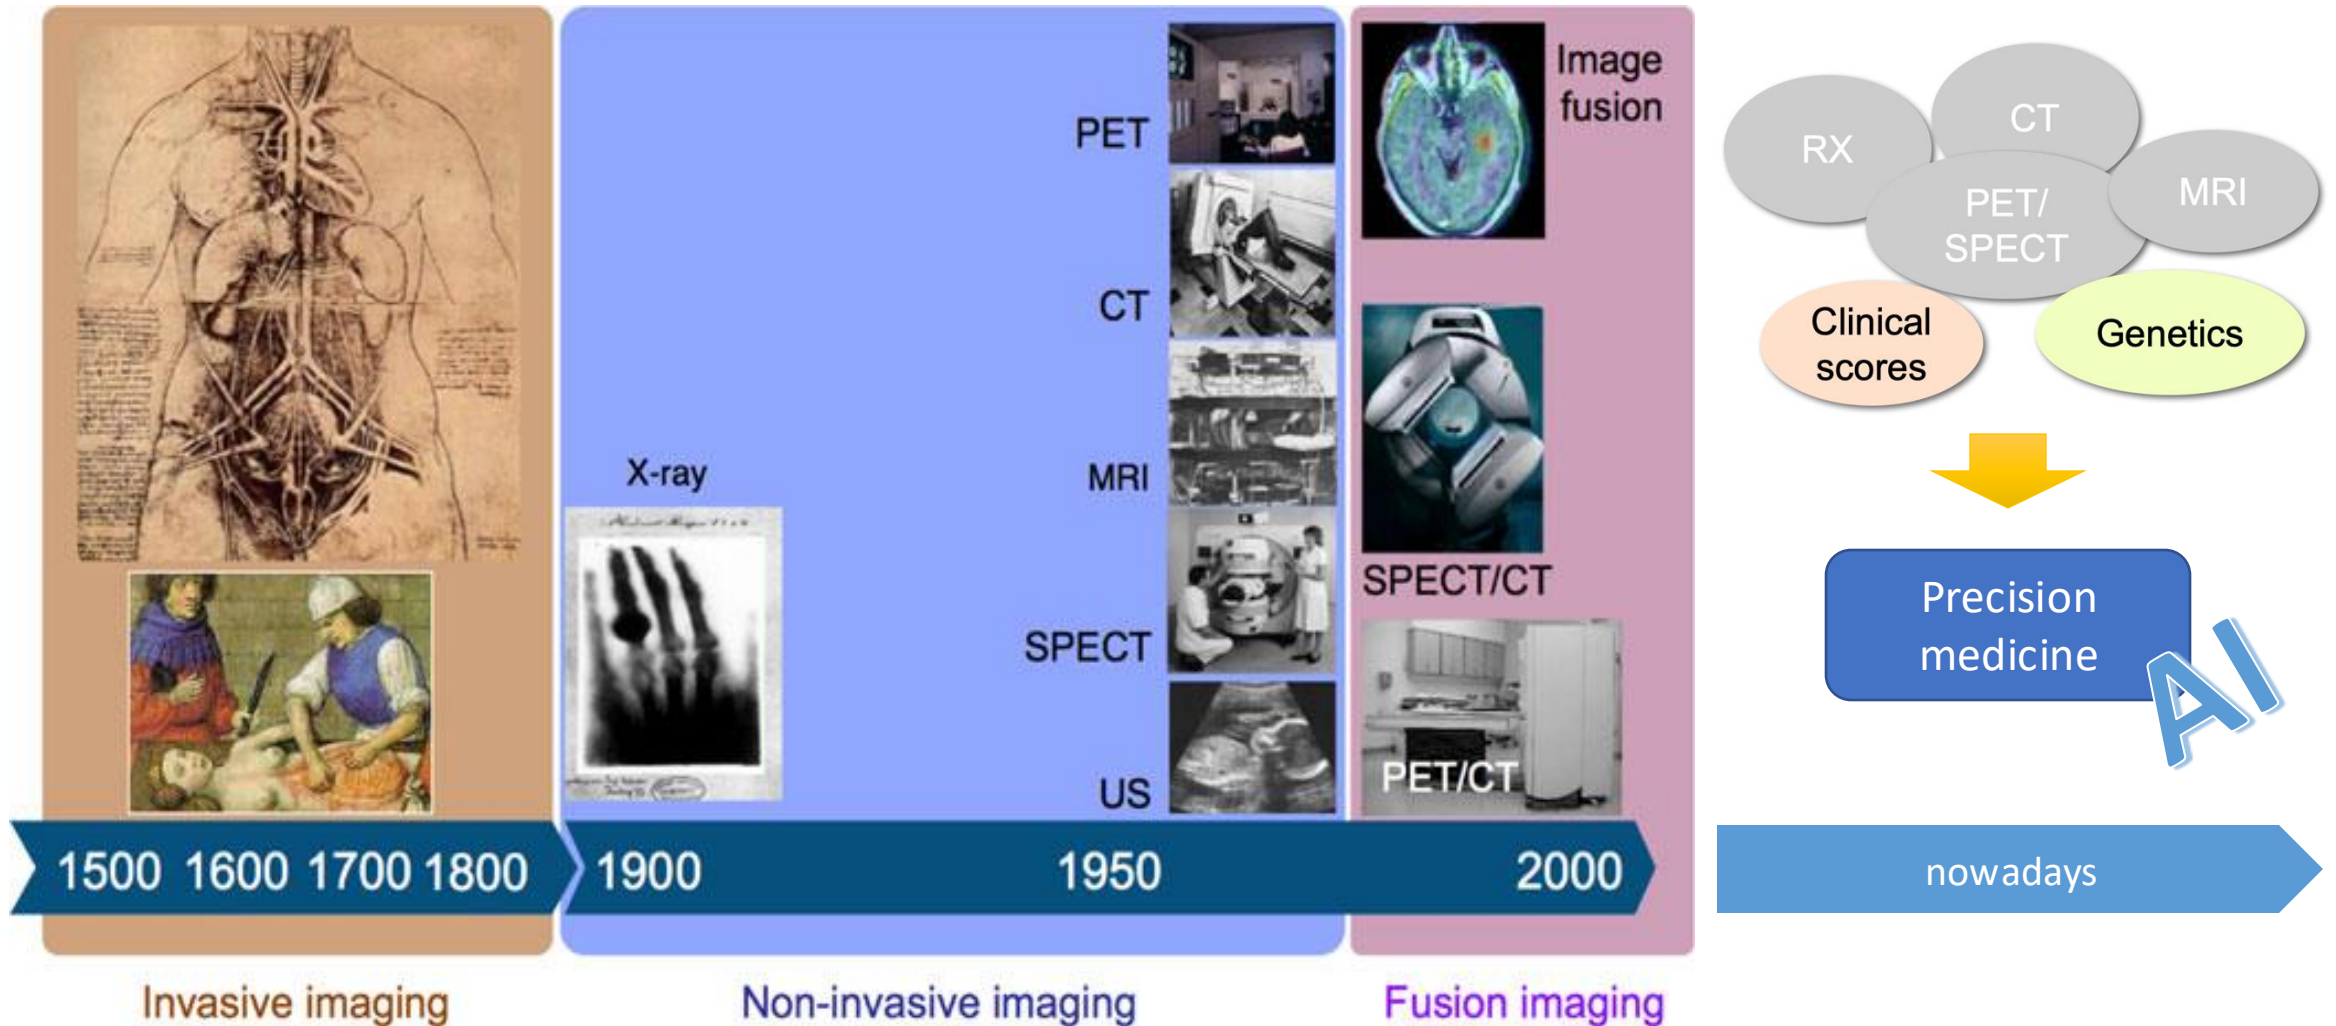 PET
CT
MRI
SPECT
US
X-ray
Image
fusion
SPECT/CT
PET/CT
RX
CT
PET/
SPECT
MRI
Clinical
scores
Genetics
Precision
medicine
AI
1500 1600 1700 1800
1900
1950
2000
nowadays
Invasive imaging
Non-invasive imaging
Fusion imaging